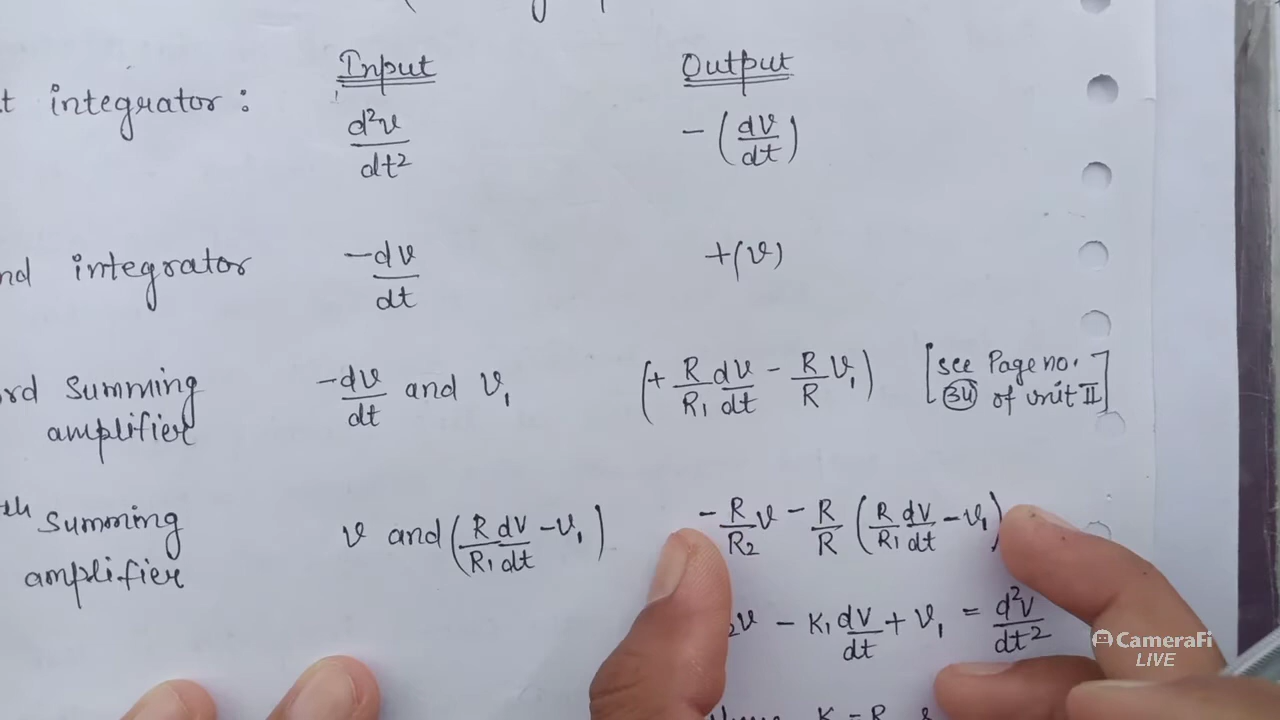 Input Output
t integrator : d²v/dt² -(dv/dt)
nd integrator -dv/dt +(v)
rd Summing amplifier -dv/dt and v₁ (+ R/R₁ dv/dt - R/R v₁) [see Page no. 34 of unit II]
th Summing amplifier v and (R/R₁ dv/dt - v₁) -R/R₂ v - R/R (R/R₁ dv/dt - v₁)
₂v - K₁ dv/dt + v₁ = d²v/dt²
K = R &
CameraFi
LIVE